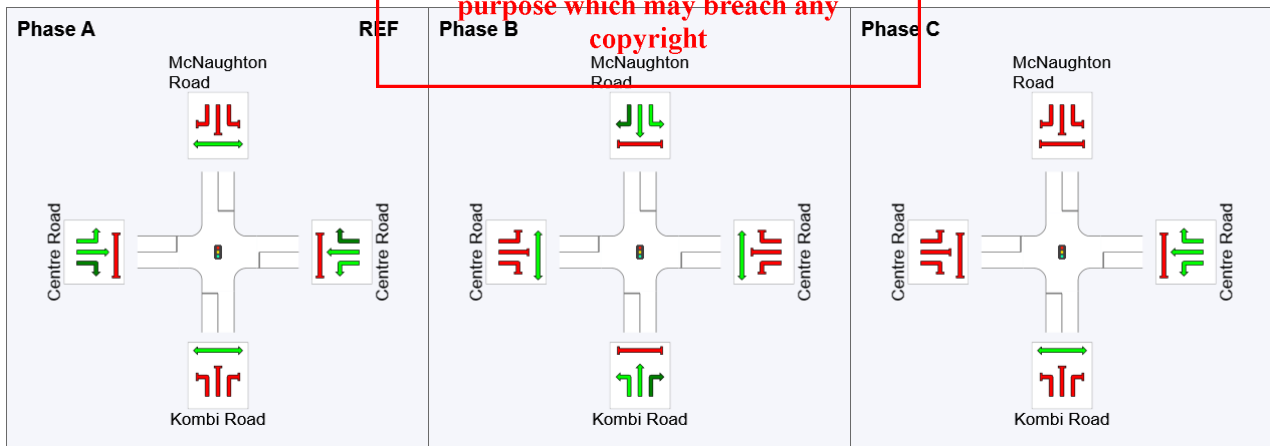 purpose which may breach any
copyright
Phase A
REF
Phase B
Phase C
McNaughton
Road
McNaughton
Road
McNaughton
Road
Centre Road
Centre Road
Centre Road
Centre Road
Centre Road
Centre Road
Kombi Road
Kombi Road
Kombi Road